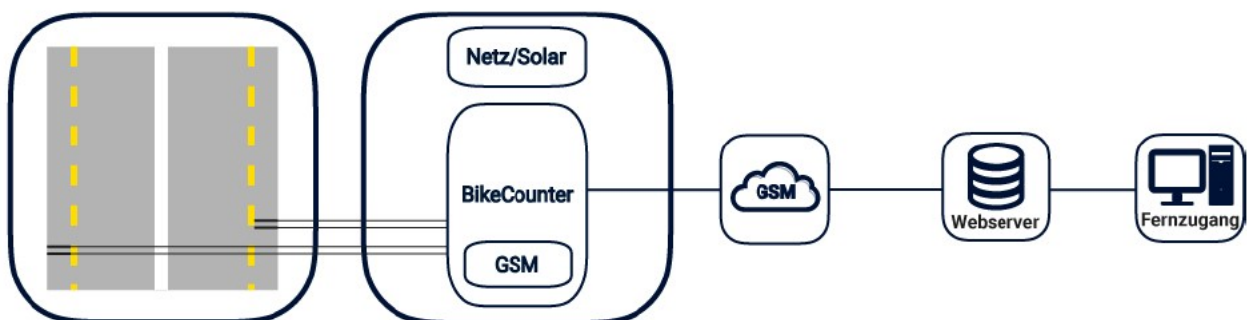 Netz/Solar
BikeCounter
GSM
GSM
Webserver
Fernzugang